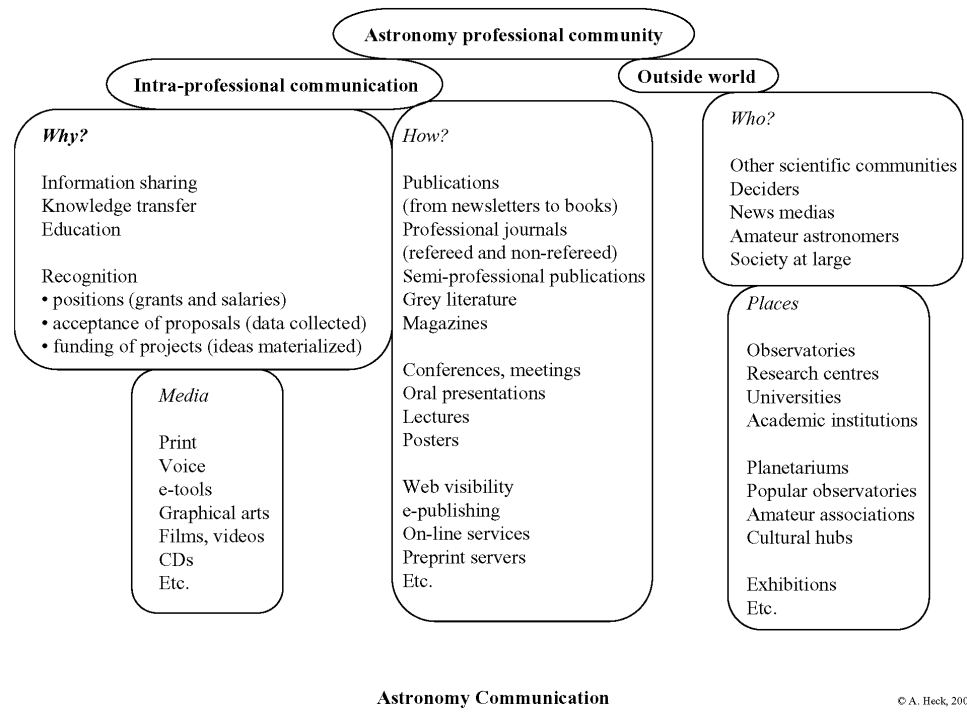 Astronomy professional community
Intra-professional communication
Outside world
Why?
Information sharing
Knowledge transfer
Education
Recognition
• positions (grants and salaries)
• acceptance of proposals (data collected)
• funding of projects (ideas materialized)
Media
Print
Voice
e-tools
Graphical arts
Films, videos
CDs
Etc.
How?
Publications
(from newsletters to books)
Professional journals
(refereed and non-refereed)
Semi-professional publications
Grey literature
Magazines
Conferences, meetings
Oral presentations
Lectures
Posters
Web visibility
e-publishing
On-line services
Preprint servers
Etc.
Who?
Other scientific communities
Deciders
News medias
Amateur astronomers
Society at large
Places
Observatories
Research centres
Universities
Academic institutions
Planetariums
Popular observatories
Amateur associations
Cultural hubs
Exhibitions
Etc.
Astronomy Communication
© A. Heck,